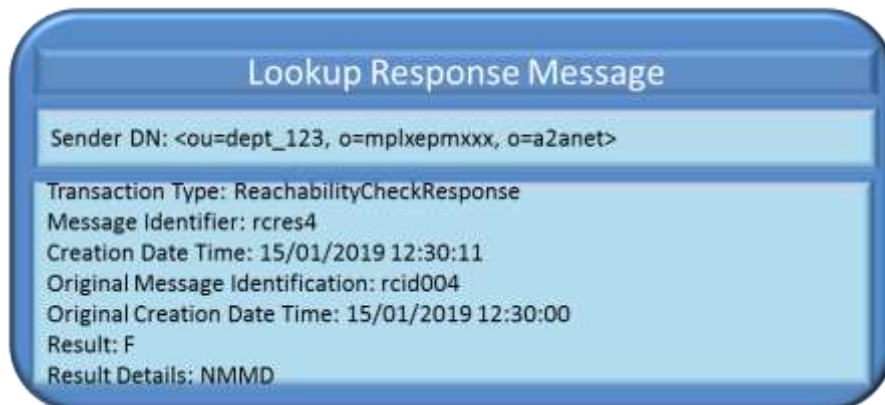 Lookup Response Message
Sender DN: <ou=dept_123, o=mplxepmxxx, o=a2anet>
Transaction Type: ReachabilityCheckResponse
Message Identifier: rcres4
Creation Date Time: 15/01/2019 12:30:11
Original Message Identification: rcid004
Original Creation Date Time: 15/01/2019 12:30:00
Result: F
Result Details: NMMD